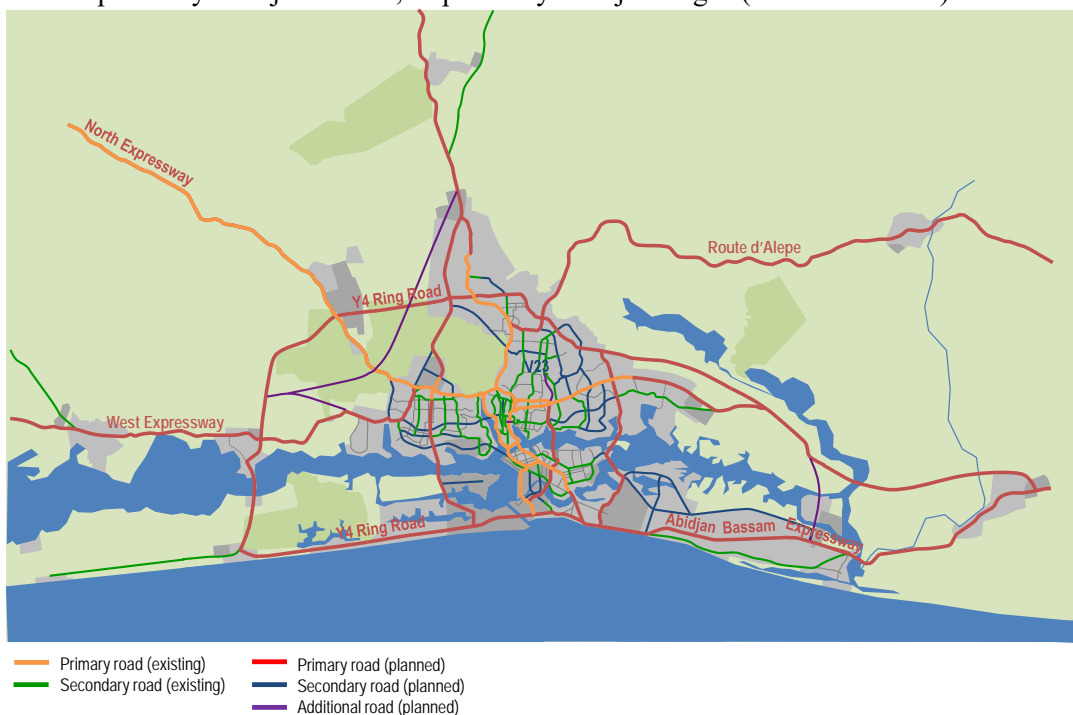 North Expressway
Route d'Alepe
Y4 Ring Road
V23
West Expressway
Y4 Ring Road
Abidjan Bassam Expressway
Primary road (existing)
Primary road (planned)
Secondary road (existing)
Secondary road (planned)
Additional road (planned)